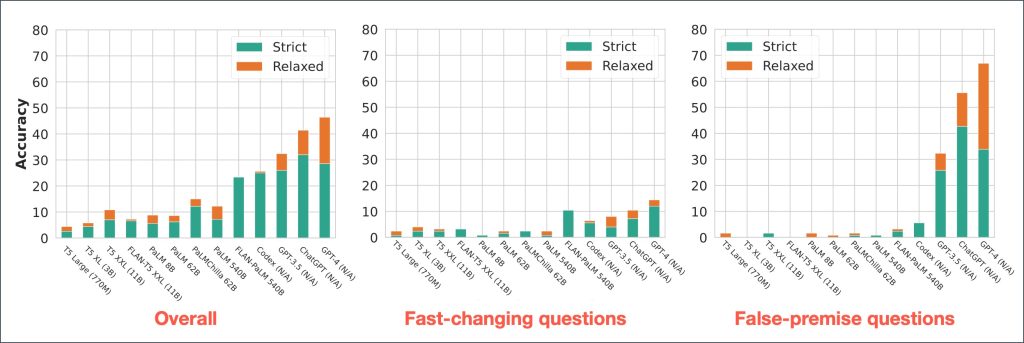 Accuracy
80
70
60
50
40
30
20
10
0
Strict
Relaxed
T5 Large (770M)
T5 XL (3B)
T5 XXL (11B)
FLAN-T5 XXL (11B)
PaLM 8B
PaLM 62B
PaLMChilla 62B
PaLM 540B
FLAN-PaLM 540B
Codex (N/A)
GPT-3.5 (N/A)
ChatGPT (N/A)
GPT-4 (N/A)
Overall
80
70
60
50
40
30
20
10
0
Strict
Relaxed
T5 Large (770M)
T5 XL (3B)
T5 XXL (11B)
FLAN-T5 XXL (11B)
PaLM 8B
PaLM 62B
PaLMChilla 62B
PaLM 540B
FLAN-PaLM 540B
Codex (N/A)
GPT-3.5 (N/A)
ChatGPT (N/A)
GPT-4 (N/A)
Fast-changing questions
80
70
60
50
40
30
20
10
0
Strict
Relaxed
T5 Large (770M)
T5 XL (3B)
T5 XXL (11B)
FLAN-T5 XXL (11B)
PaLM 8B
PaLM 62B
PaLMChilla 62B
PaLM 540B
FLAN-PaLM 540B
Codex (N/A)
GPT-3.5 (N/A)
ChatGPT (N/A)
GPT-4 (N/A)
False-premise questions